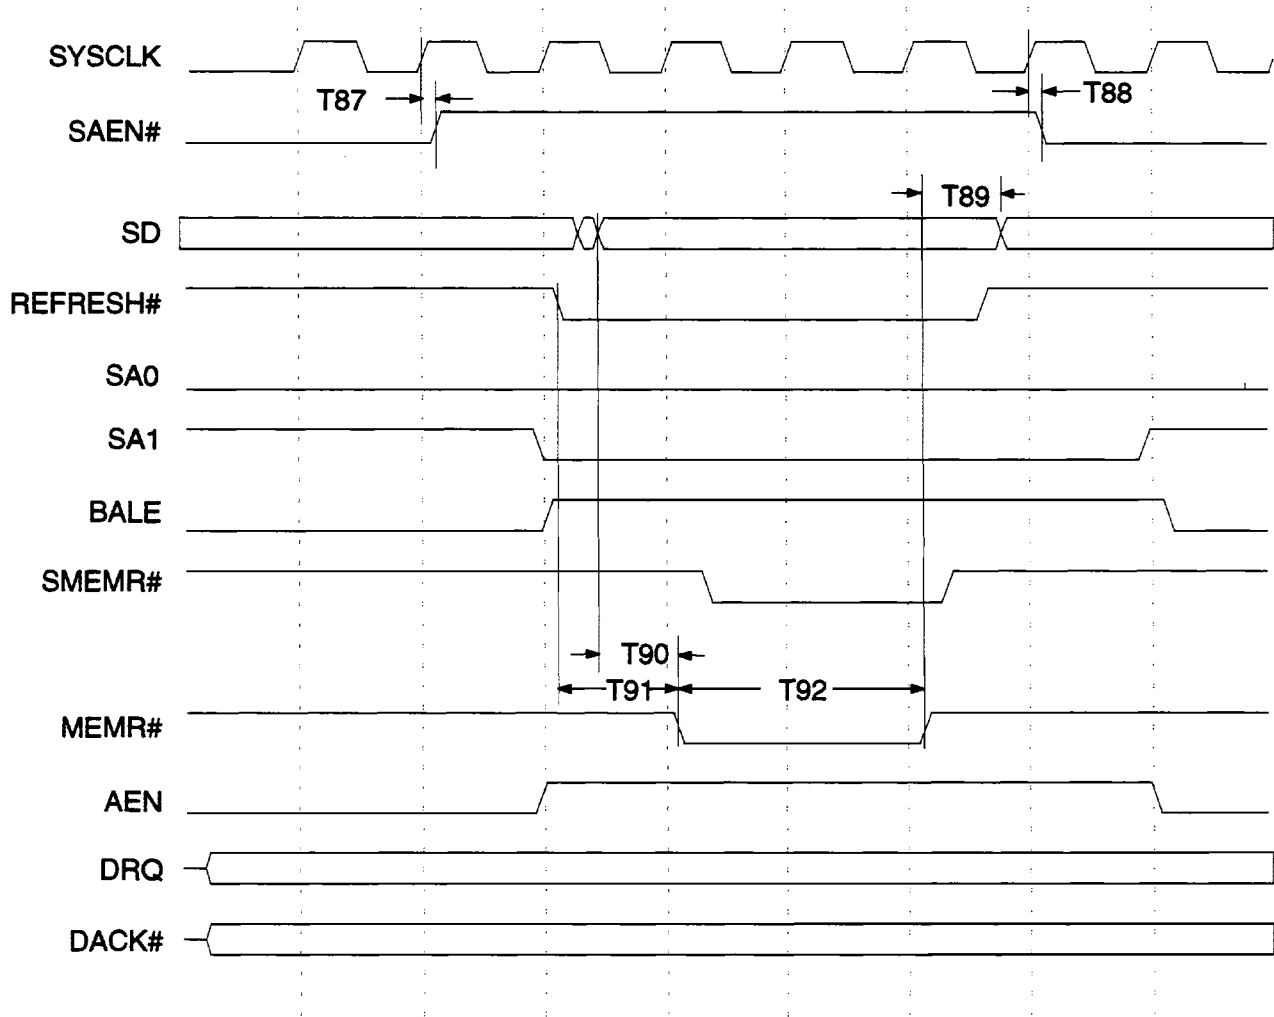 SYSCLK
T87
T88
SAEN#
T89
SD
REFRESH#
SA0
SA1
BALE
SMEMR#
T90
T91
T92
MEMR#
AEN
DRQ
DACK#